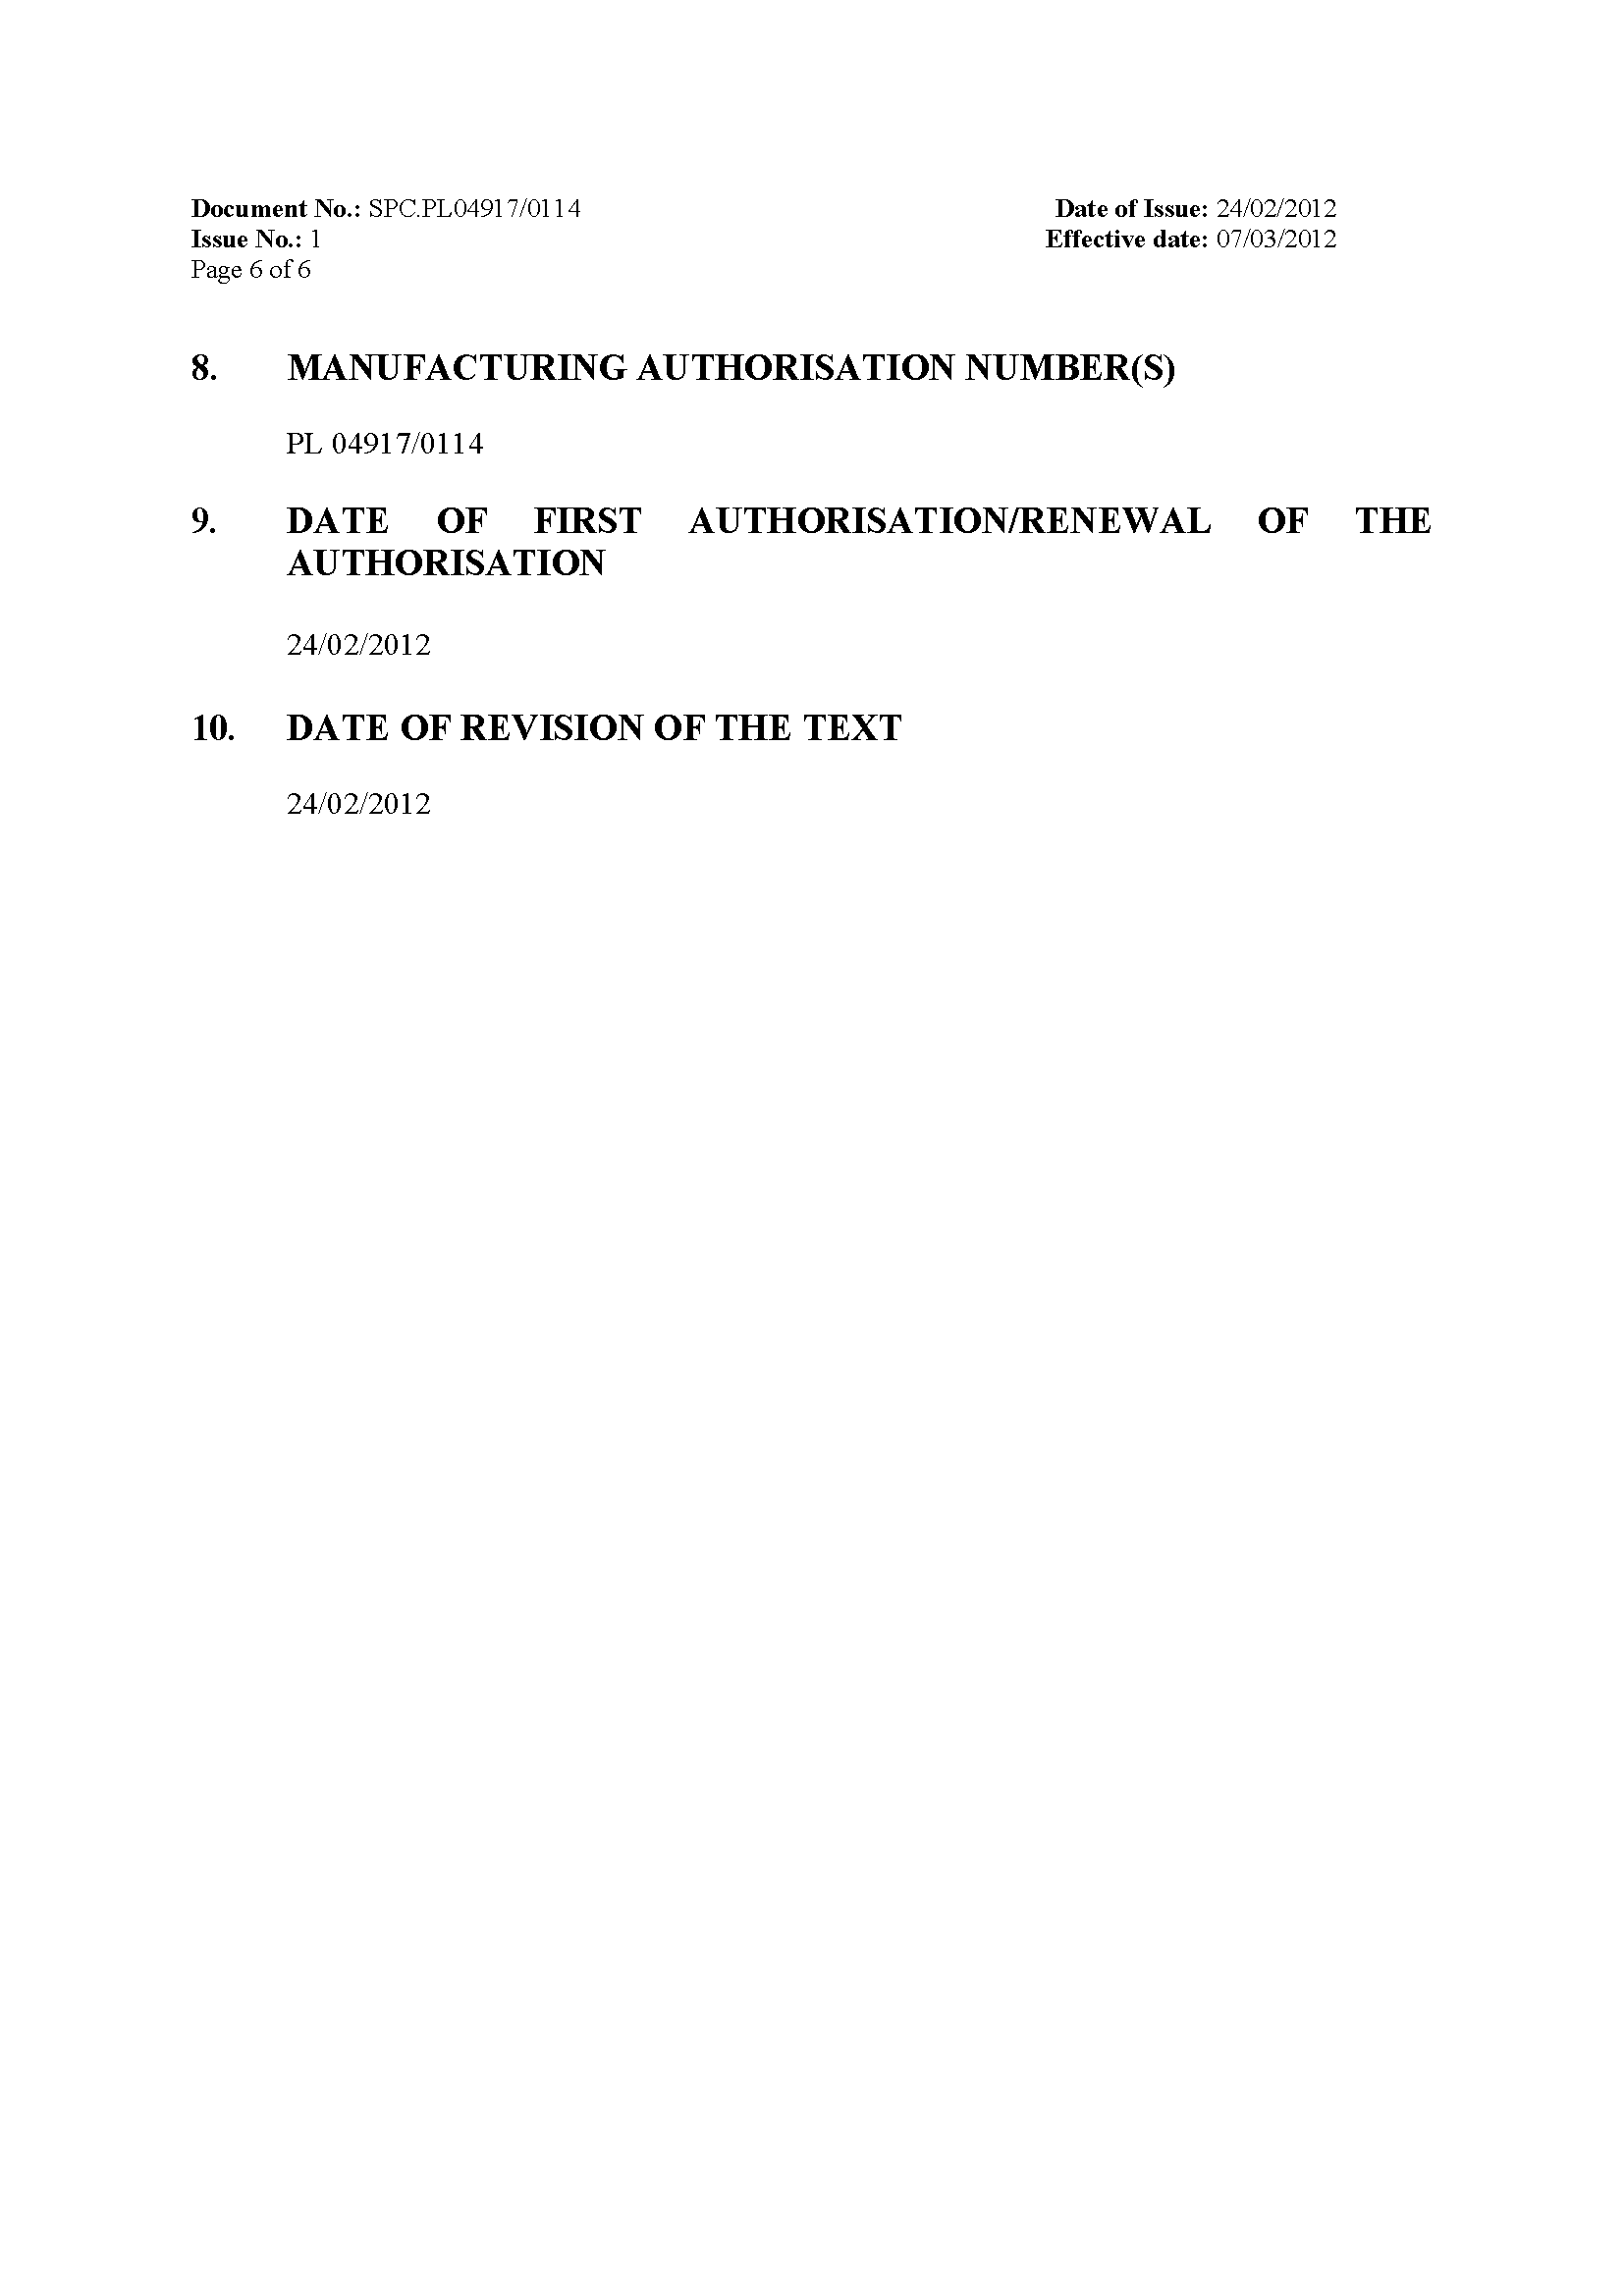 Document No.: SPC.PL04917/0114 Date of Issue: 24/02/2012
Issue No.: 1 Effective date: 07/03/2012
Page 6 of 6
8. MANUFACTURING AUTHORISATION NUMBER(S)
PL 04917/0114
9. DATE OF FIRST AUTHORISATION/RENEWAL OF THE
AUTHORISATION
24/02/2012
10. DATE OF REVISION OF THE TEXT
24/02/2012